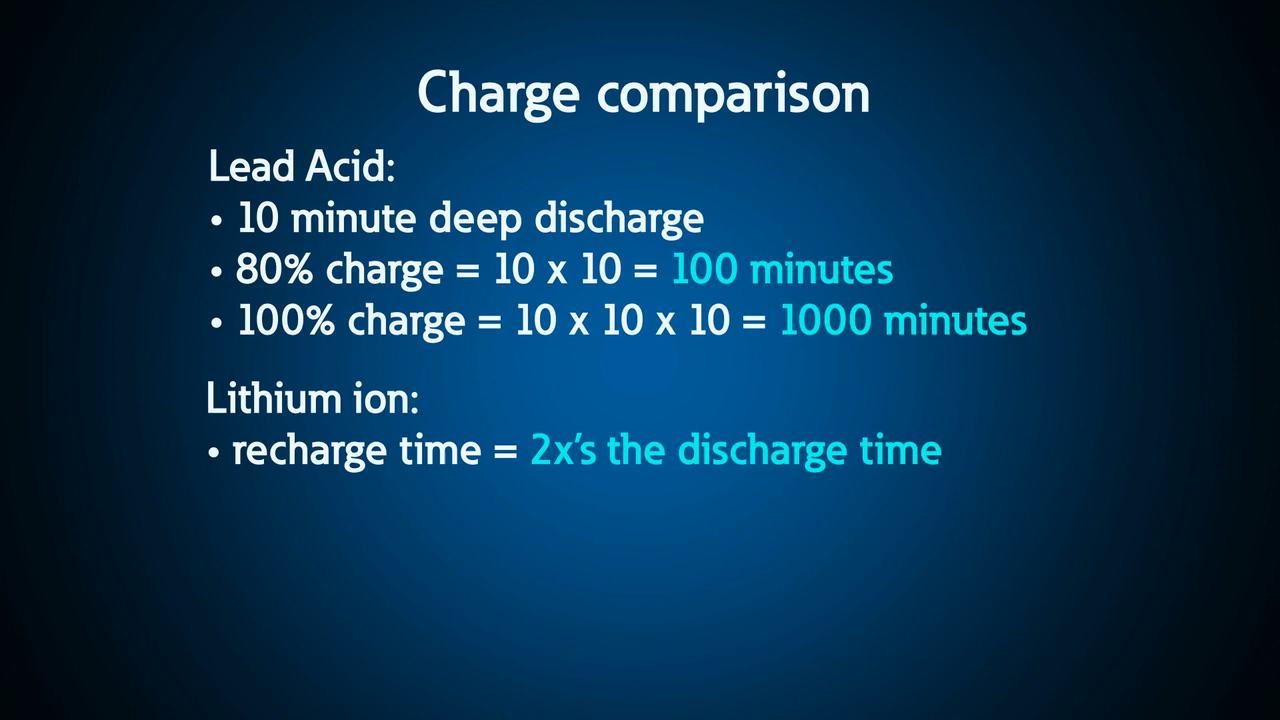 Charge comparison
Lead Acid:
• 10 minute deep discharge
• 80% charge = 10 x 10 = 100 minutes
• 100% charge = 10 x 10 x 10 = 1000 minutes
Lithium ion:
• recharge time = 2x's the discharge time